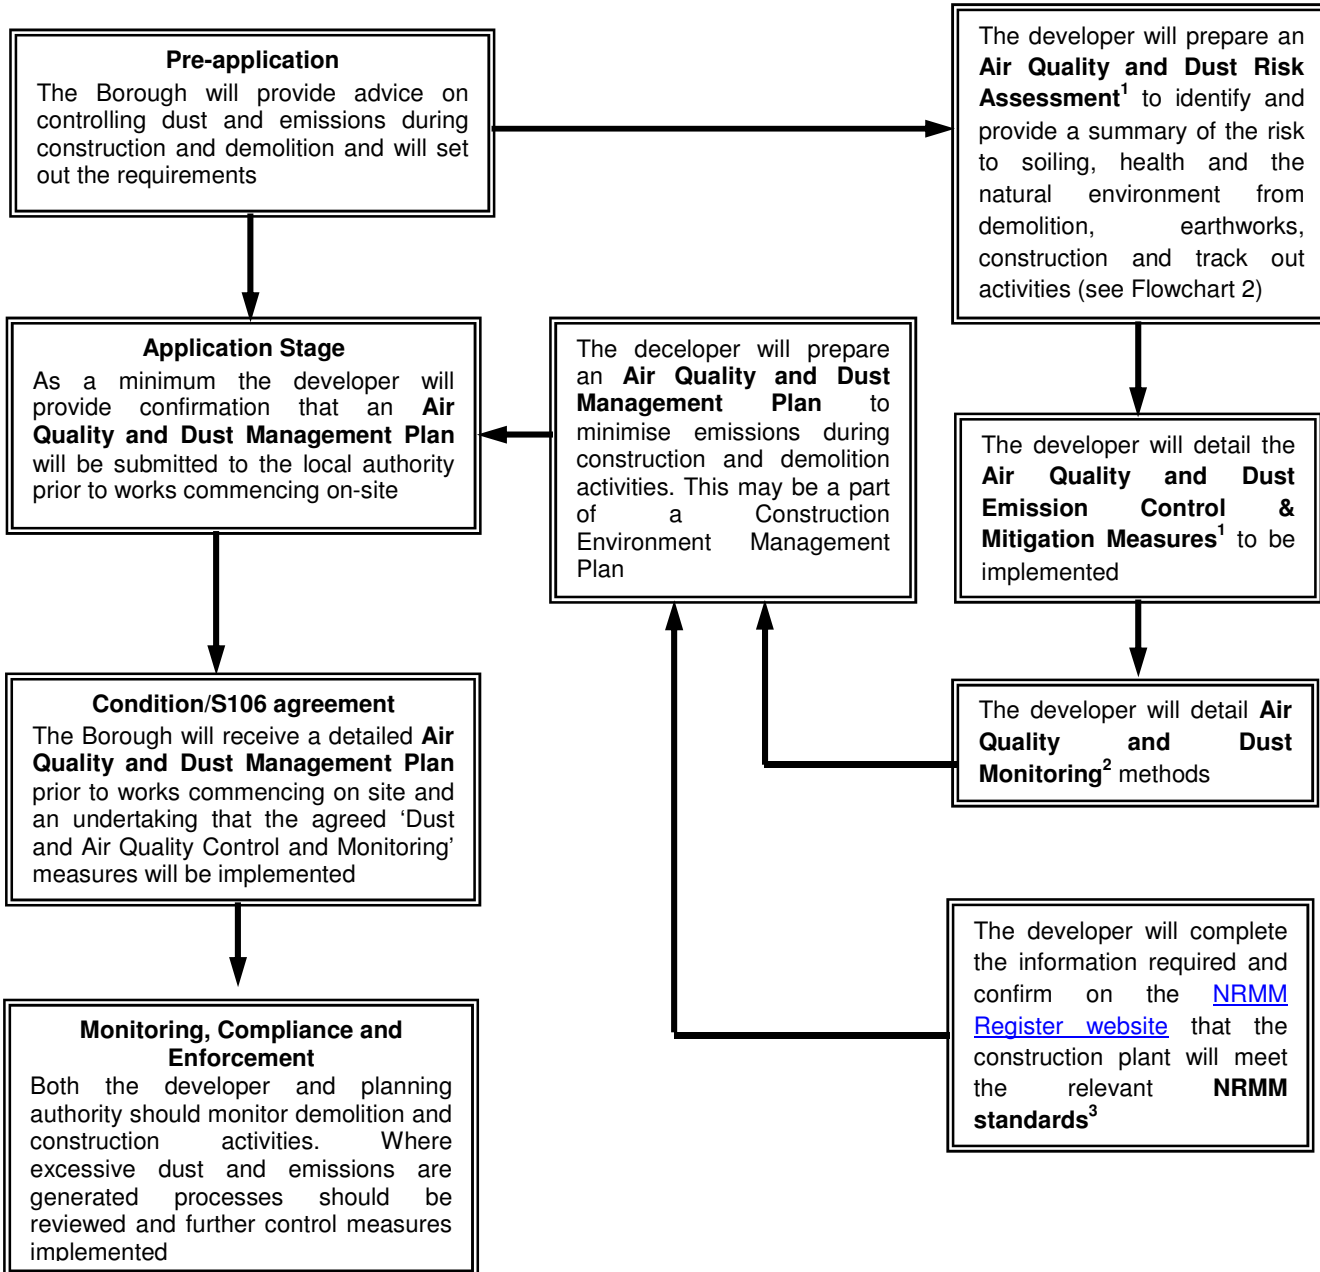 Pre-application
The Borough will provide advice on
controlling dust and emissions during
construction and demolition and will set
out the requirements
The developer will prepare an
Air Quality and Dust Risk
Assessment¹ to identify and
provide a summary of the risk
to soiling, health and the
natural environment from
demolition, earthworks,
construction and track out
activities (see Flowchart 2)
Application Stage
As a minimum the developer will
provide confirmation that an Air
Quality and Dust Management Plan
will be submitted to the local authority
prior to works commencing on-site
The deceloper will prepare
an Air Quality and Dust
Management Plan to
minimise emissions during
construction and demolition
activities. This may be a part
of a Construction
Environment Management
Plan
The developer will detail the
Air Quality and Dust
Emission Control &
Mitigation Measures¹ to be
implemented
Condition/S106 agreement
The Borough will receive a detailed Air
Quality and Dust Management Plan
prior to works commencing on site and
an undertaking that the agreed ‘Dust
and Air Quality Control and Monitoring’
measures will be implemented
The developer will detail Air
Quality and Dust
Monitoring² methods
The developer will complete
the information required and
confirm on the NRMM
Register website that the
construction plant will meet
the relevant NRMM
standards³
Monitoring, Compliance and
Enforcement
Both the developer and planning
authority should monitor demolition and
construction activities. Where
excessive dust and emissions are
generated processes should be
reviewed and further control measures
implemented